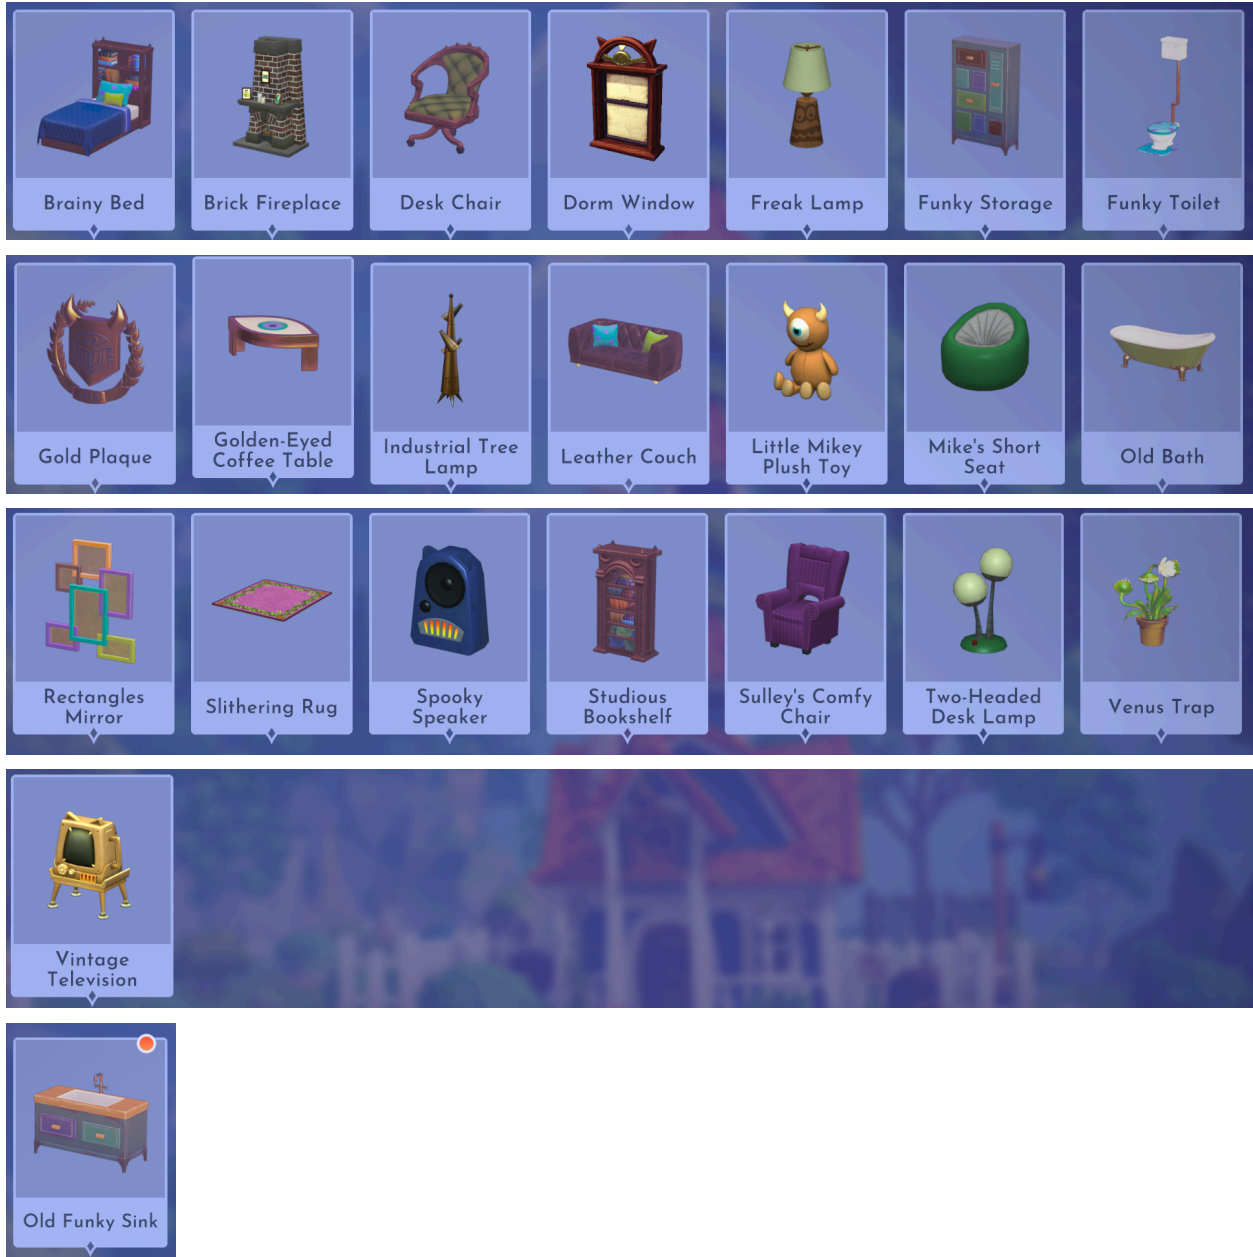 Brainy Bed
Brick Fireplace
Desk Chair
Dorm Window
Freak Lamp
Funky Storage
Funky Toilet
Gold Plaque
Golden-Eyed
Coffee Table
Industrial Tree
Lamp
Leather Couch
Little Mikey
Plush Toy
Mike's Short
Seat
Old Bath
Rectangles
Mirror
Slithering Rug
Spooky
Speaker
Studious
Bookshelf
Sulley's Comfy
Chair
Two-Headed
Desk Lamp
Venus Trap
Vintage
Television
Old Funky Sink